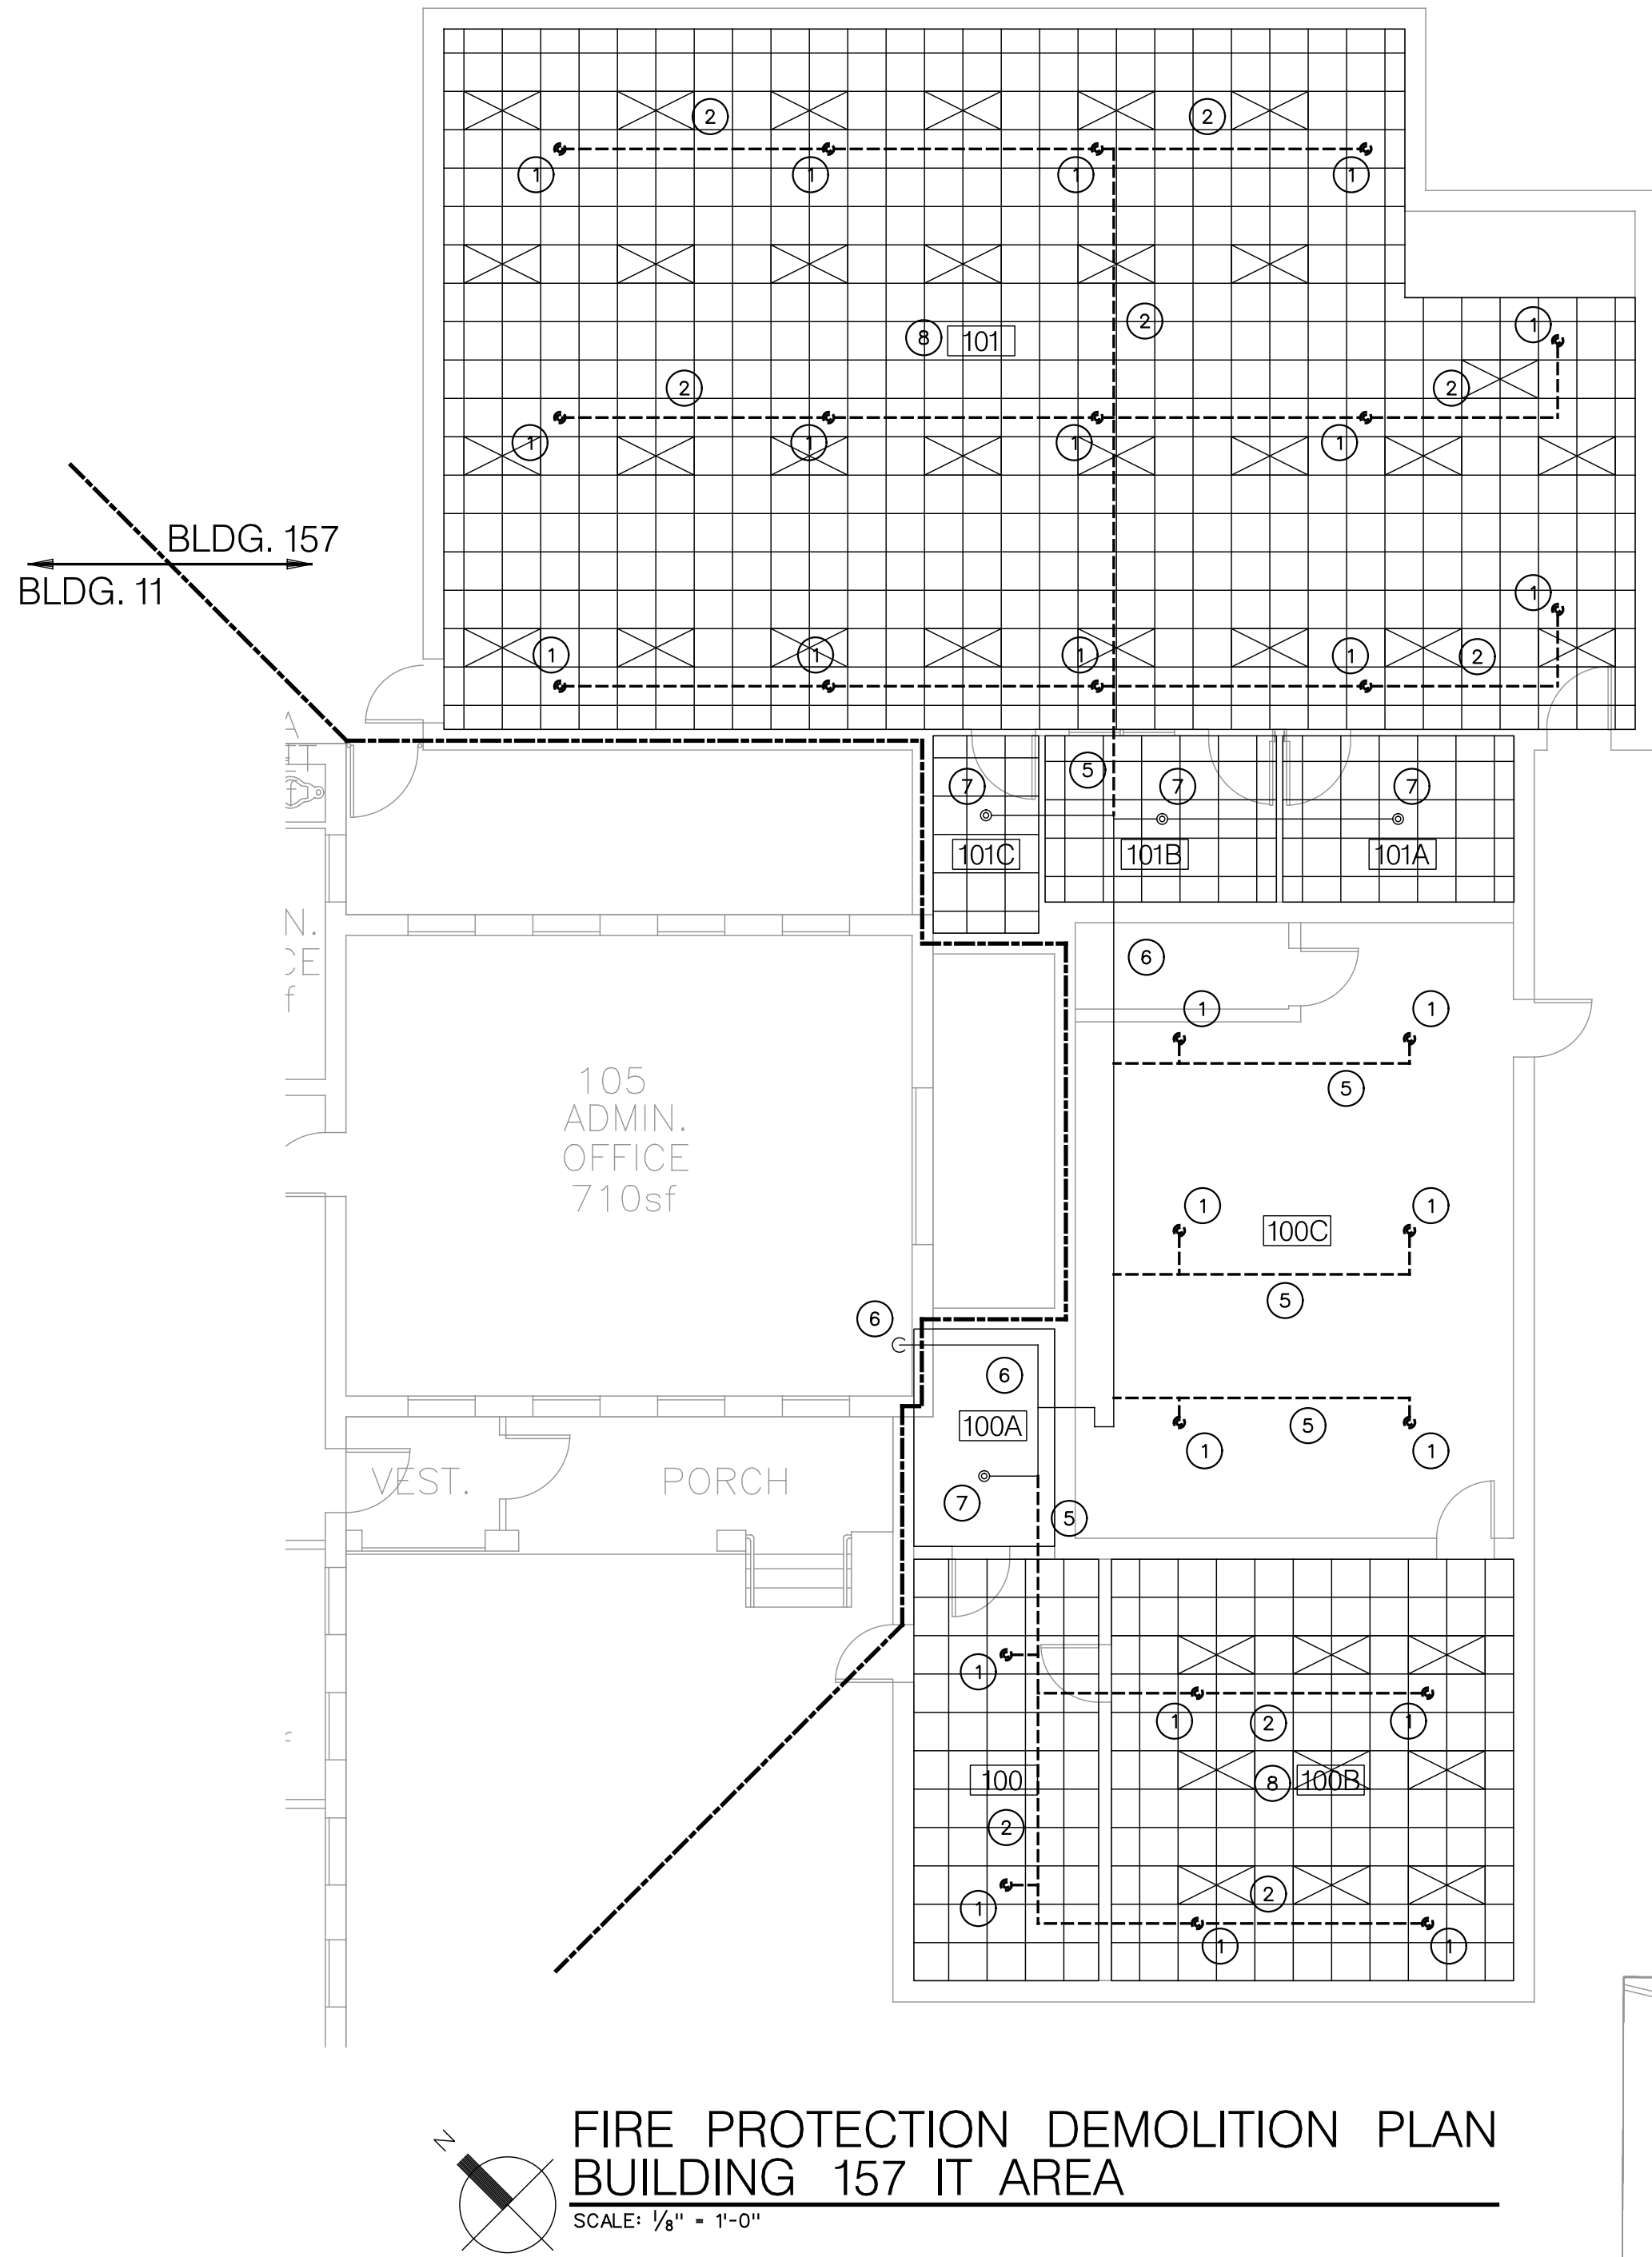 2 2
1 1 1 1
1
8 101 2
2 2
1 1 1 1
BLDG. 157
BLDG. 11
1
1 1 1 1 2
5
7 7 7
101C 101B 101A
N.
CE
f
6
1 1
105
ADMIN.
OFFICE
710sf
5
1 1
100C
5
6
6
100A
5
1 1
VEST.
PORCH
7
5
1
1 2 1
100 8 100B
2
2
1
1 1
N
FIRE PROTECTION DEMOLITION PLAN
BUILDING 157 IT AREA
SCALE: 1/8" = 1'-0"